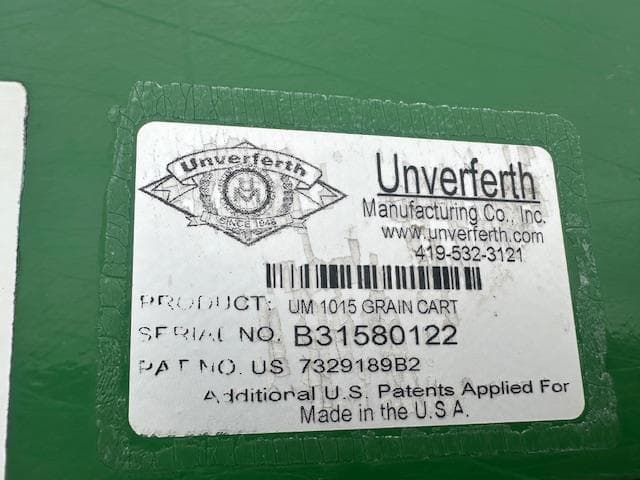 Unverferth
UM
SINCE 1948
Unverferth
Manufacturing Co., Inc.
www.unverferth.com
419-532-3121
PRODUCT: UM 1015 GRAIN CART
SERIAL NO. B31580122
PAT NO. US 7329189B2
Additional U.S. Patents Applied For
Made in the U.S.A.